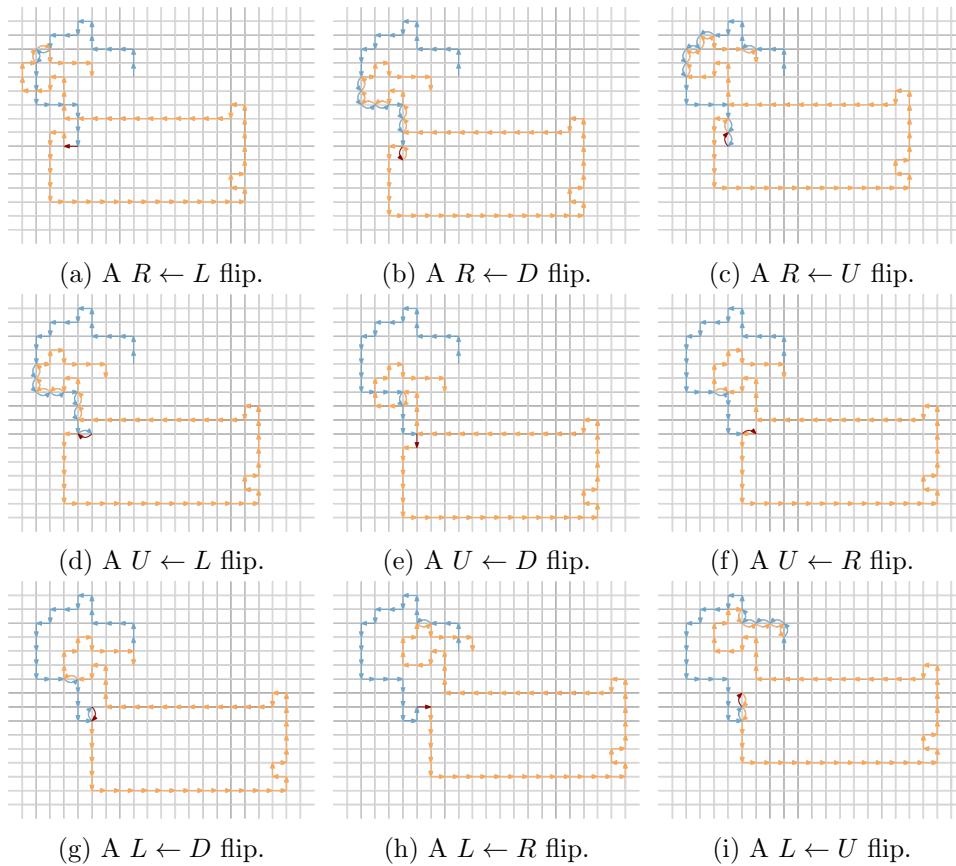 (a) A R ← L flip.
(b) A R ← D flip.
(c) A R ← U flip.
(d) A U ← L flip.
(e) A U ← D flip.
(f) A U ← R flip.
(g) A L ← D flip.
(h) A L ← R flip.
(i) A L ← U flip.